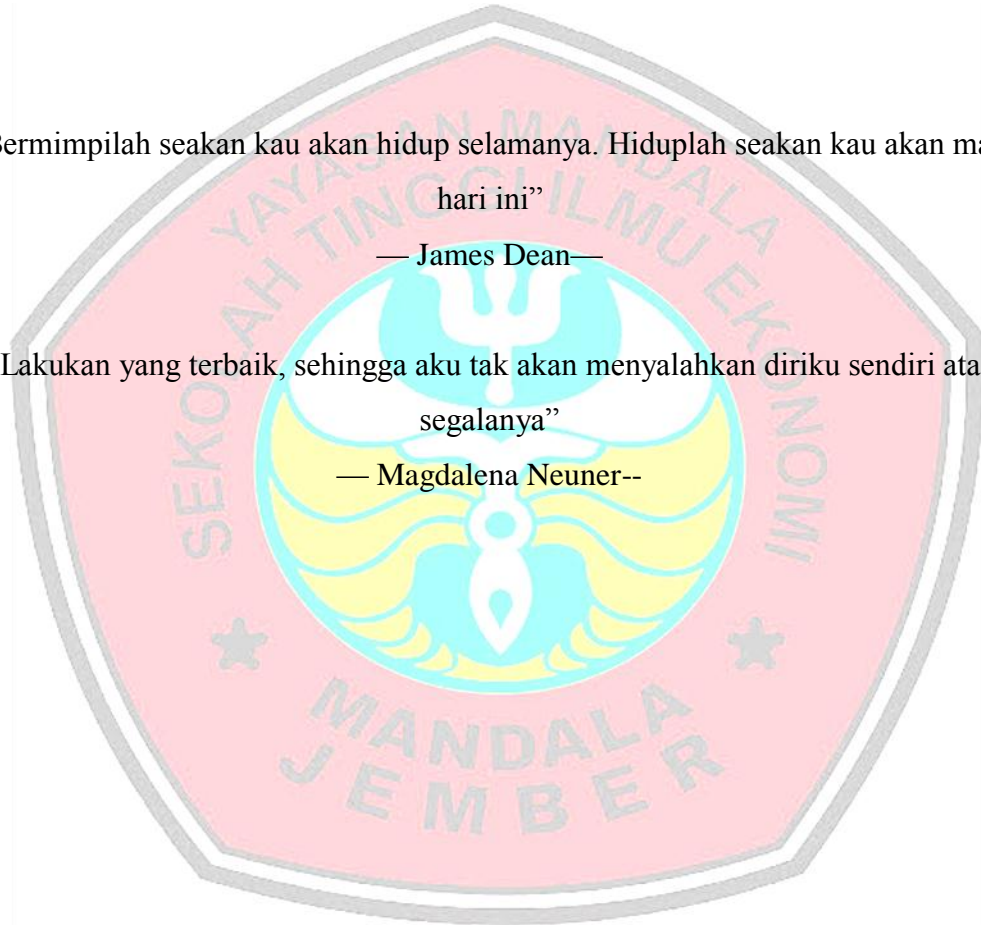 Bermimpilah seakan kau akan hidup selamanya. Hiduplah seakan kau akan ma
hari ini”
— James Dean—
Lakukan yang terbaik, sehingga aku tak akan menyalahkan diriku sendiri ata
segalanya”
— Magdalena Neuner--
YAYASAN MANDALA
SEKOLAH TINGGI ILMU EKONOMI
MANDALA
JEMBER